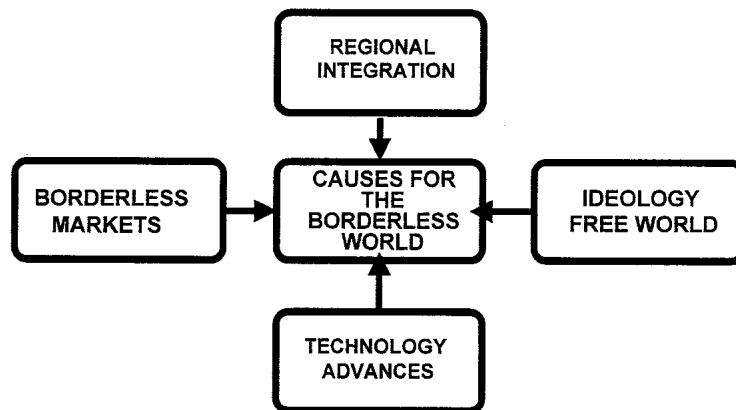 REGIONAL
INTEGRATION
BORDERLESS
MARKETS
CAUSES FOR
THE
BORDERLESS
WORLD
IDEOLOGY
FREE WORLD
TECHNOLOGY
ADVANCES